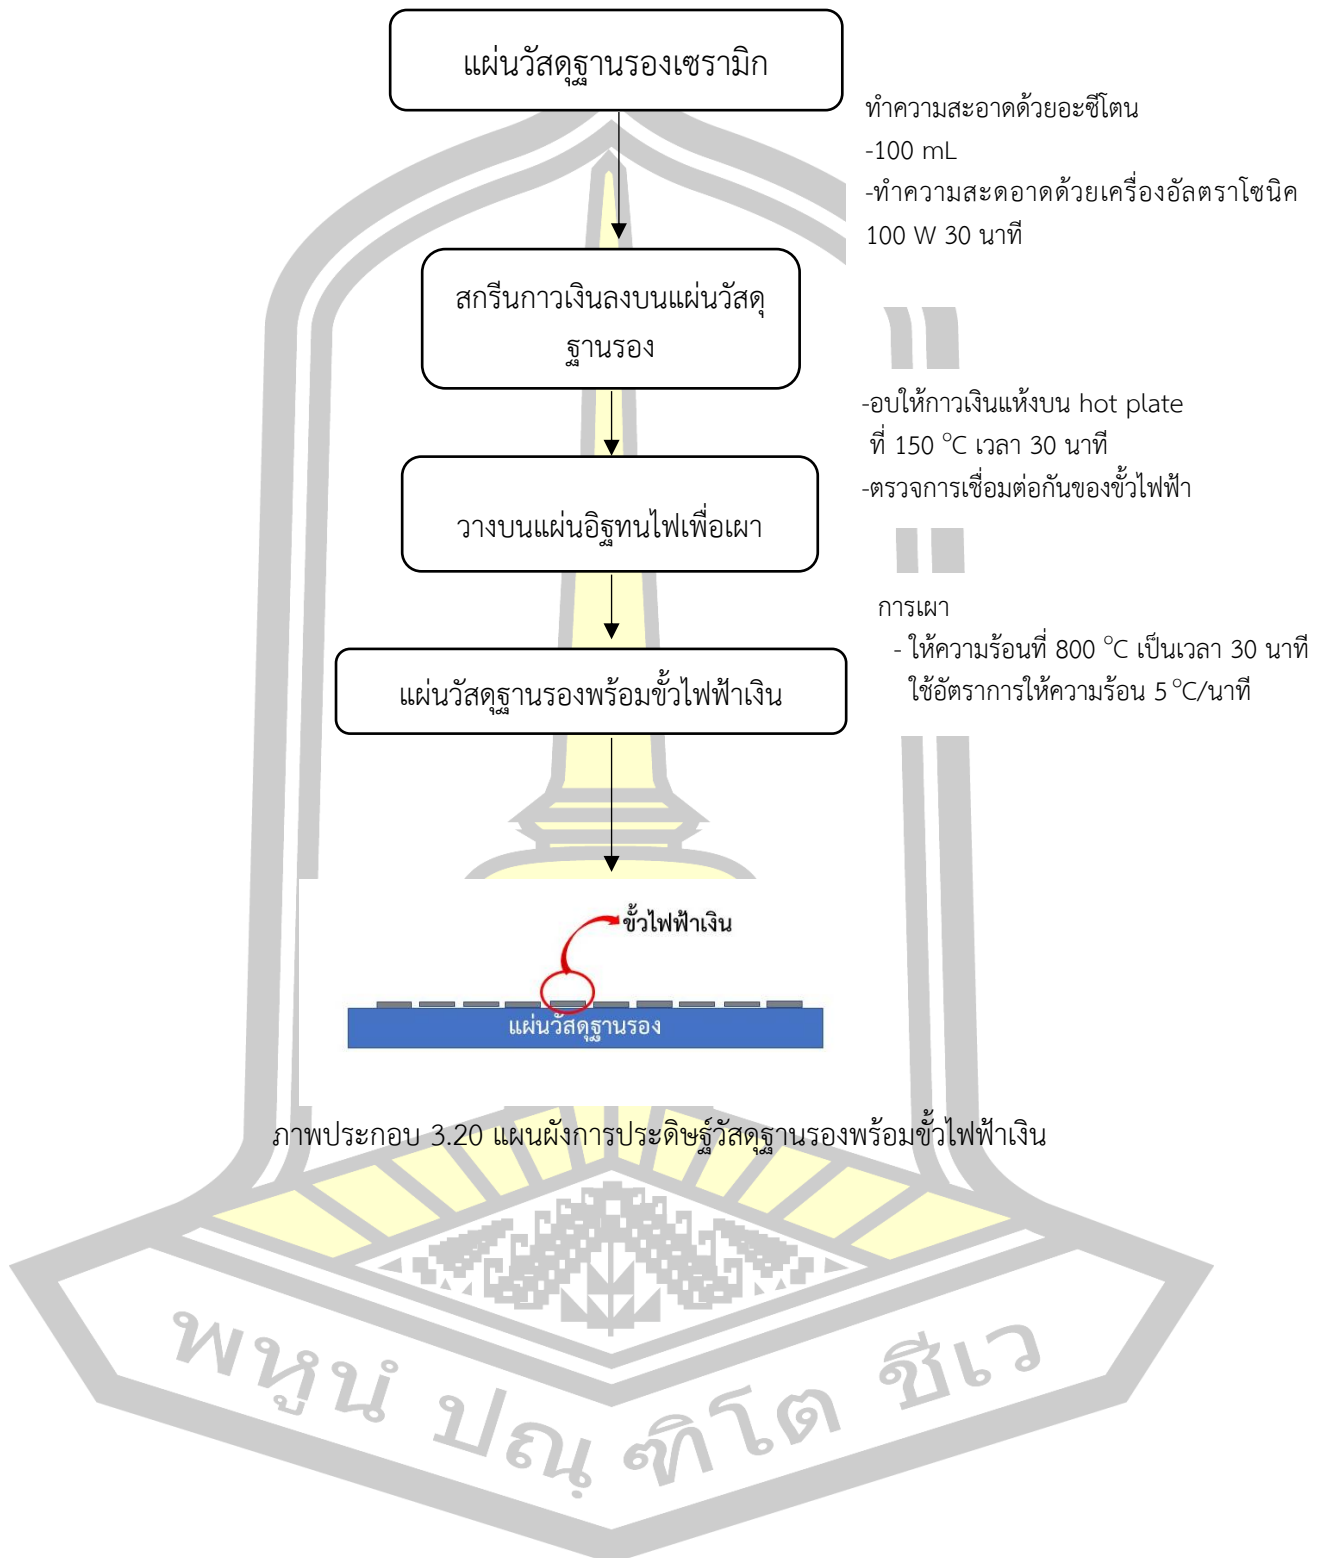 แผ่นวัสดุฐานรองเซรามิก
ทำความสะอาดด้วยอะซีโตน
-100 mL
-ทำความสะดอาดด้วยเครื่องอัลตราโซนิค
100 W 30 นาที
สกรีนกาวเงินลงบนแผ่นวัสดุ
ฐานรอง
-อบให้กาวเงินแห้งบน hot plate
ที่ 150 °C เวลา 30 นาที
-ตรวจการเชื่อมต่อกันของขั้วไฟฟ้า
วางบนแผ่นอิฐทนไฟเพื่อเผา
การเผา
- ให้ความร้อนที่ 800 °C เป็นเวลา 30 นาที
ใช้อัตราการให้ความร้อน 5 °C/นาที
แผ่นวัสดุฐานรองพร้อมขั้วไฟฟ้าเงิน
ขั้วไฟฟ้าเงิน
แผ่นวัสดุฐานรอง
ภาพประกอบ 3.20 แผนผังการประดิษฐ์วัสดุฐานรองพร้อมขั้วไฟฟ้าเงิน
พหูนํ ปณฺ ฑิโต ชีเว